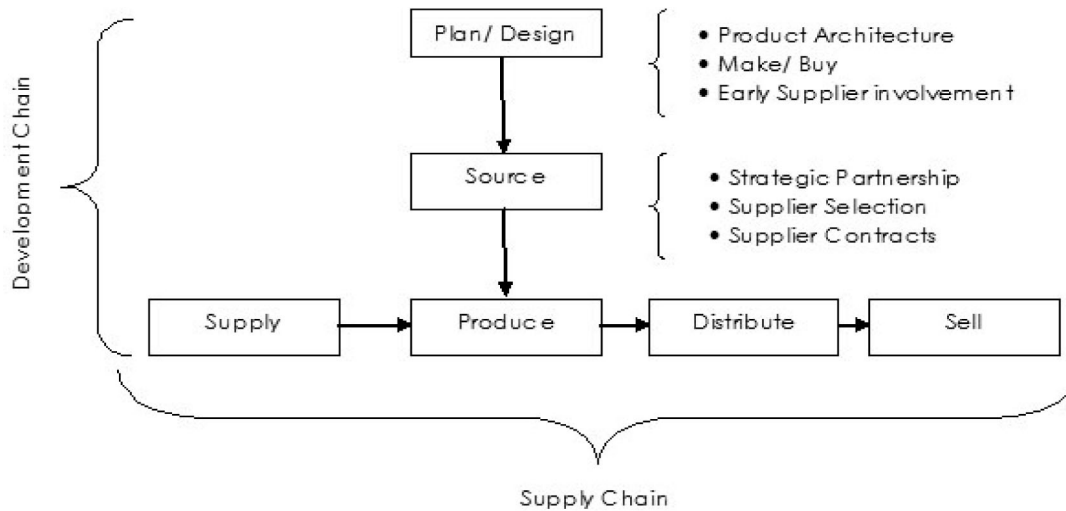 Plan/ Design
• Product Architecture
• Make/ Buy
• Early Supplier involvement
Development Chain
Source
• Strategic Partnership
• Supplier Selection
• Supplier Contracts
Supply
Produce
Distribute
Sell
Supply Chain